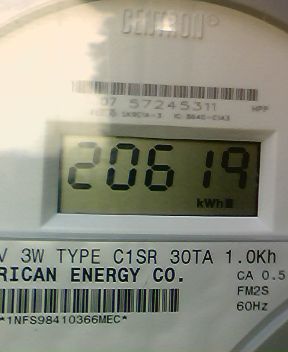 CENTRON®
07 57245311 HPP
20619
kWh
V 3W TYPE C1SR 30TA 1.0Kh
RICAN ENERGY CO. CA 0.5
FM2S
60Hz
*1NFS98410366MEC*